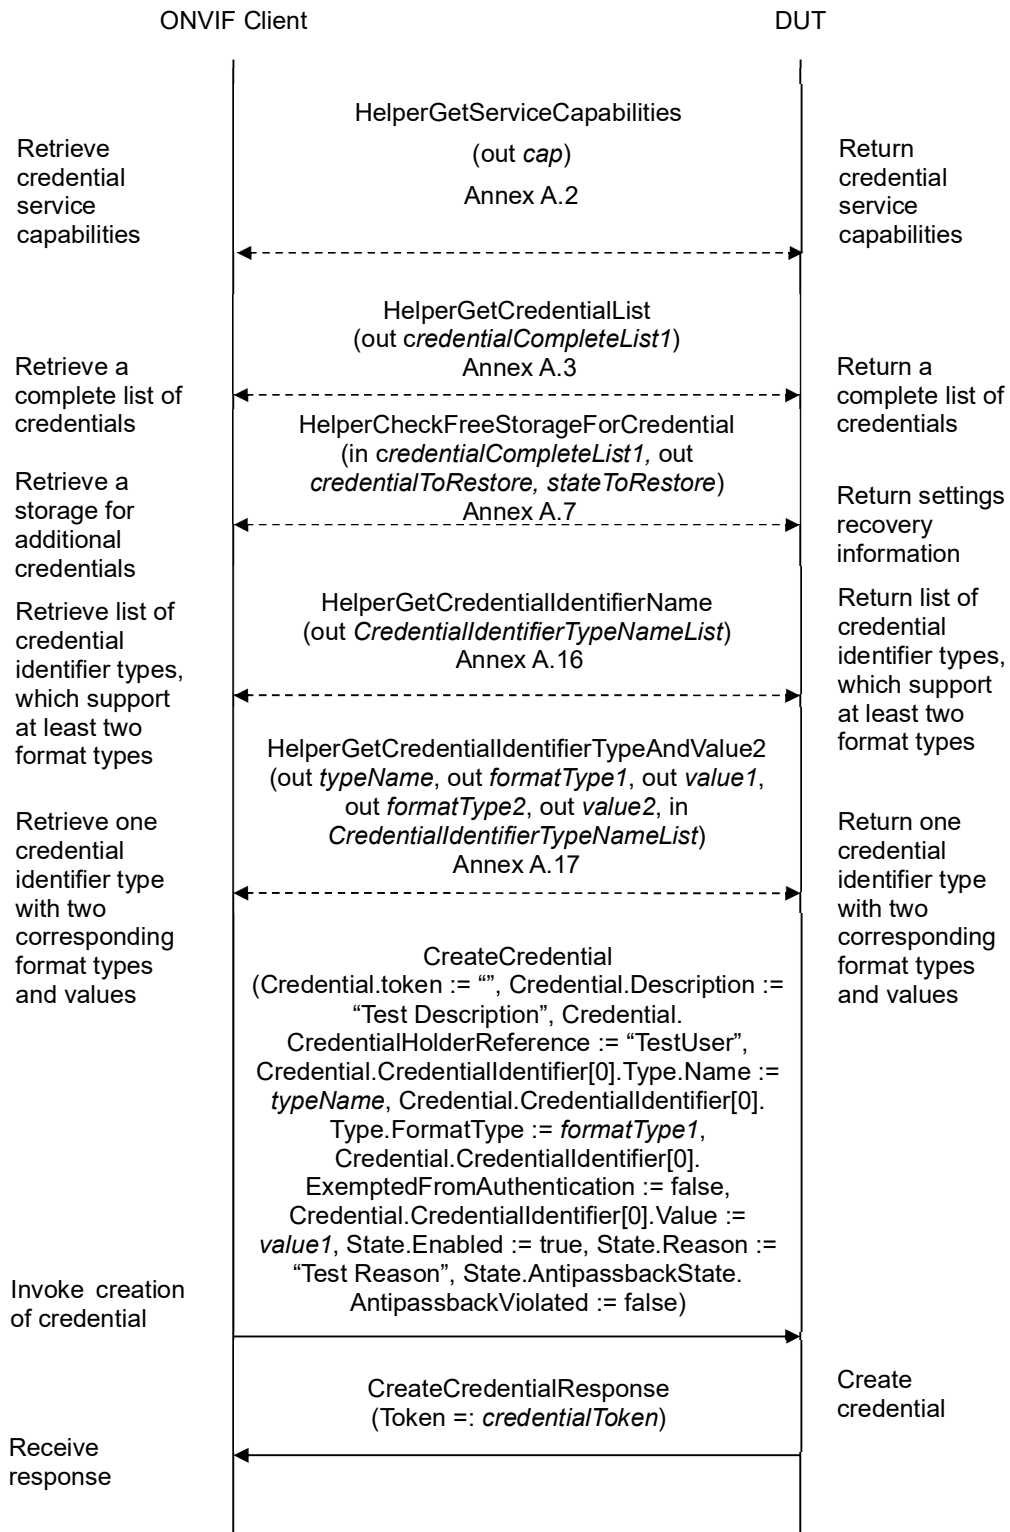 ONVIF Client
DUT
HelperGetServiceCapabilities
(out cap)
Annex A.2
Retrieve
credential
service
capabilities
Return
credential
service
capabilities
HelperGetCredentialList
(out credentialCompleteList1)
Annex A.3
Retrieve a
complete list of
credentials
Return a
complete list of
credentials
HelperCheckFreeStorageForCredential
(in credentialCompleteList1, out
credentialToRestore, stateToRestore)
Annex A.7
Retrieve a
storage for
additional
credentials
Return settings
recovery
information
HelperGetCredentialIdentifierName
(out CredentialIdentifierTypeNameList)
Annex A.16
Retrieve list of
credential
identifier types,
which support
at least two
format types
Return list of
credential
identifier types,
which support
at least two
format types
HelperGetCredentialIdentifierTypeAndValue2
(out typeName, out formatType1, out value1,
out formatType2, out value2, in
CredentialIdentifierTypeNameList)
Annex A.17
Retrieve one
credential
identifier type
with two
corresponding
format types
and values
Return one
credential
identifier type
with two
corresponding
format types
and values
CreateCredential
(Credential.token := “”, Credential.Description :=
“Test Description”, Credential.
CredentialHolderReference := “TestUser”,
Credential.CredentialIdentifier[0].Type.Name :=
typeName, Credential.CredentialIdentifier[0].
Type.FormatType := formatType1,
Credential.CredentialIdentifier[0].
ExemptedFromAuthentication := false,
Credential.CredentialIdentifier[0].Value :=
value1, State.Enabled := true, State.Reason :=
“Test Reason”, State.AntipassbackState.
AntipassbackViolated := false)
Invoke creation
of credential
CreateCredentialResponse
(Token =: credentialToken)
Create
credential
Receive
response